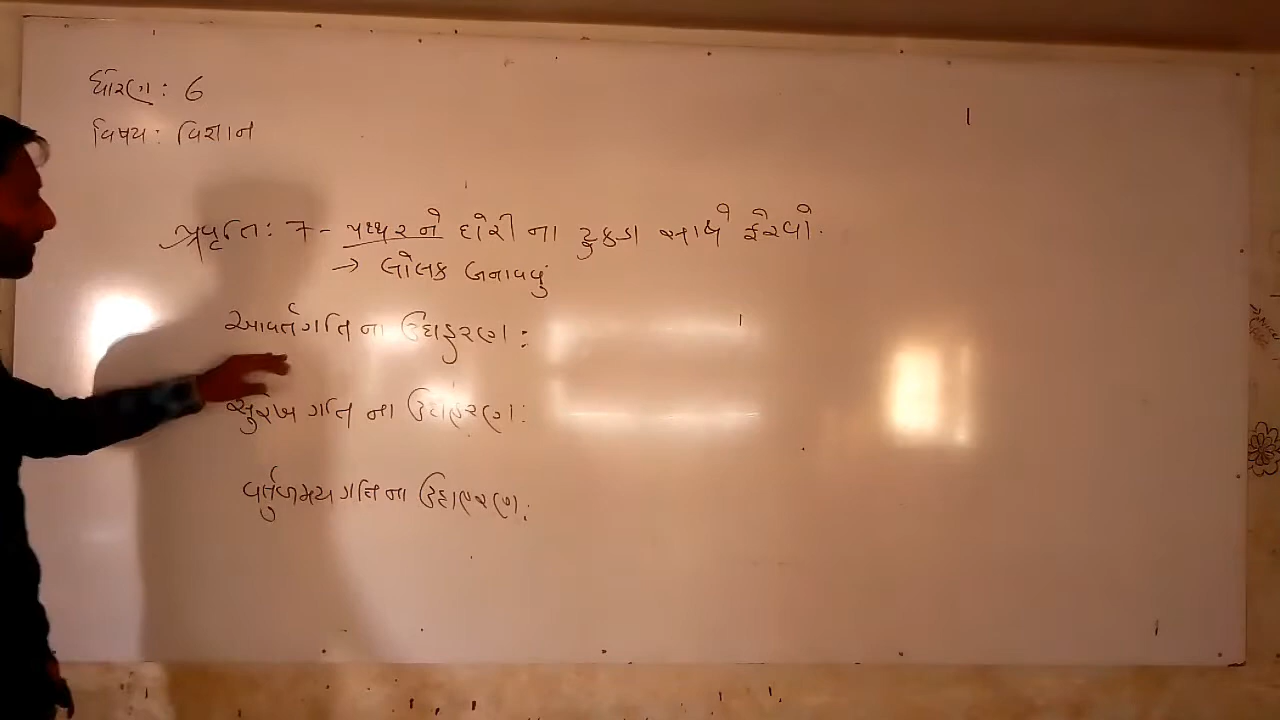 ધોરણ : 6
વિષય : વિજ્ઞાન
પ્રવૃત્તિ : 7 - પથ્થર ને દોરી ના ટુકડા સાથે ફેરવો.
→ લોલક બનાવવું
આવર્તગતિ ના ઉદાહરણ :
સુરેખ ગતિ ના ઉદાહરણ :
વર્તુળમય ગતિ ના ઉદાહરણ :